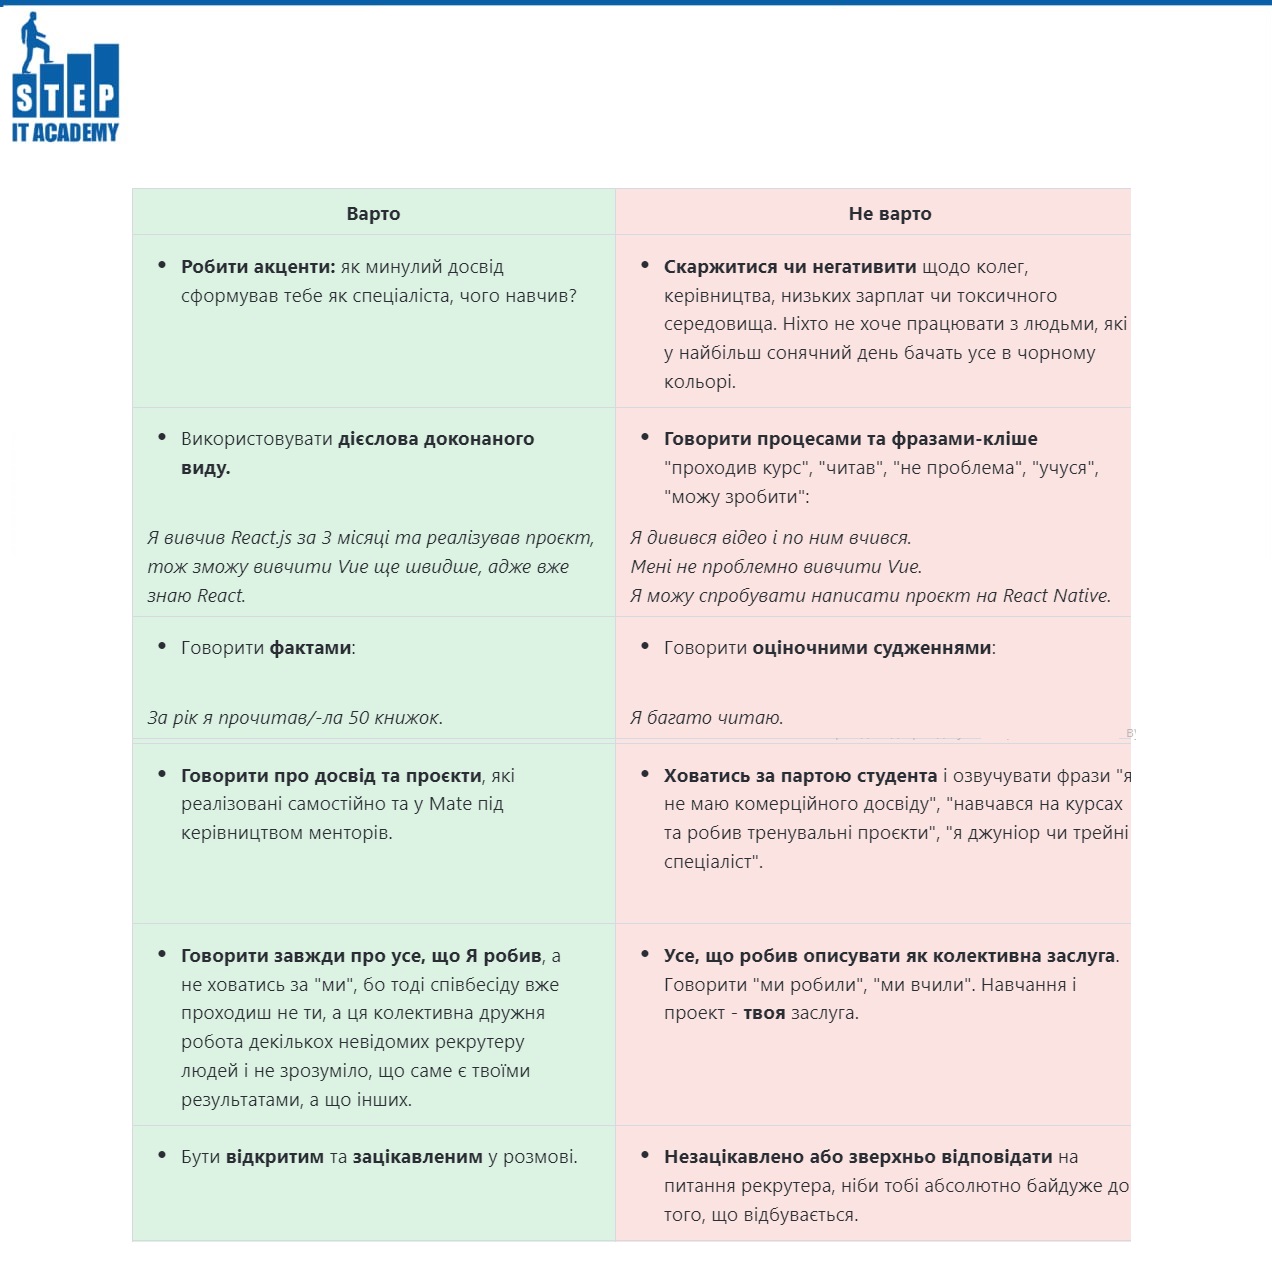 STEP
IT ACADEMY
Варто
Не варто
• Робити акценти: як минулий досвід
сформував тебе як спеціаліста, чого навчив?
• Скаржитися чи негативити щодо колег,
керівництва, низьких зарплат чи токсичного
середовища. Ніхто не хоче працювати з людьми, які
у найбільш сонячний день бачать усе в чорному
кольорі.
• Використовувати дієслова доконаного
виду.
Я вивчив React.js за 3 місяці та реалізував проєкт,
тож зможу вивчити Vue ще швидше, адже вже
знаю React.
• Говорити процесами та фразами-кліше
"проходив курс", "читав", "не проблема", "учуся",
"можу зробити":
Я дивився відео і по ним вчився.
Мені не проблемно вивчити Vue.
Я можу спробувати написати проєкт на React Native.
• Говорити фактами:
За рік я прочитав/-ла 50 книжок.
• Говорити оціночними судженнями:
Я багато читаю.
• Говорити про досвід та проєкти, які
реалізовані самостійно та у Mate під
керівництвом менторів.
• Ховатись за партою студента і озвучувати фрази "я
не маю комерційного досвіду", "навчався на курсах
та робив тренувальні проєкти", "я джуніор чи трейні
спеціаліст".
• Говорити завжди про усе, що Я робив, а
не ховатись за "ми", бо тоді співбесіду вже
проходиш не ти, а ця колективна дружня
робота декількох невідомих рекрутеру
людей і не зрозуміло, що саме є твоїми
результатами, а що інших.
• Усе, що робив описувати як колективна заслуга.
Говорити "ми робили", "ми вчили". Навчання і
проект - твоя заслуга.
• Бути відкритим та зацікавленим у розмові.
• Незацікавлено або зверхньо відповідати на
питання рекрутера, ніби тобі абсолютно байдуже до
того, що відбувається.